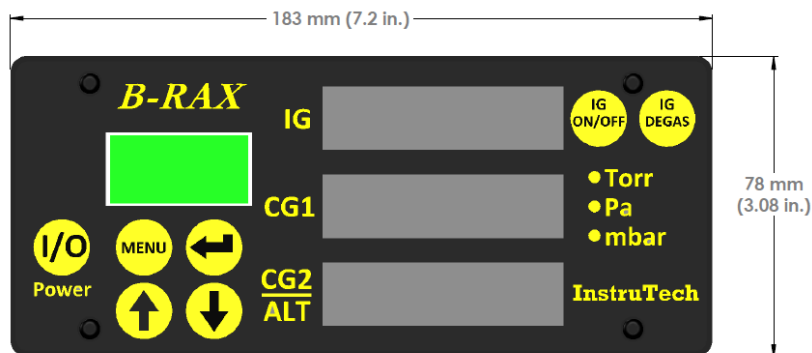 183 mm (7.2 in.)
B-RAX
IG
IG
ON/OFF
IG
DEGAS
Torr
Pa
mbar
78 mm
(3.08 in.)
CG1
I/O
MENU
Power
CG2
ALT
InstruTech